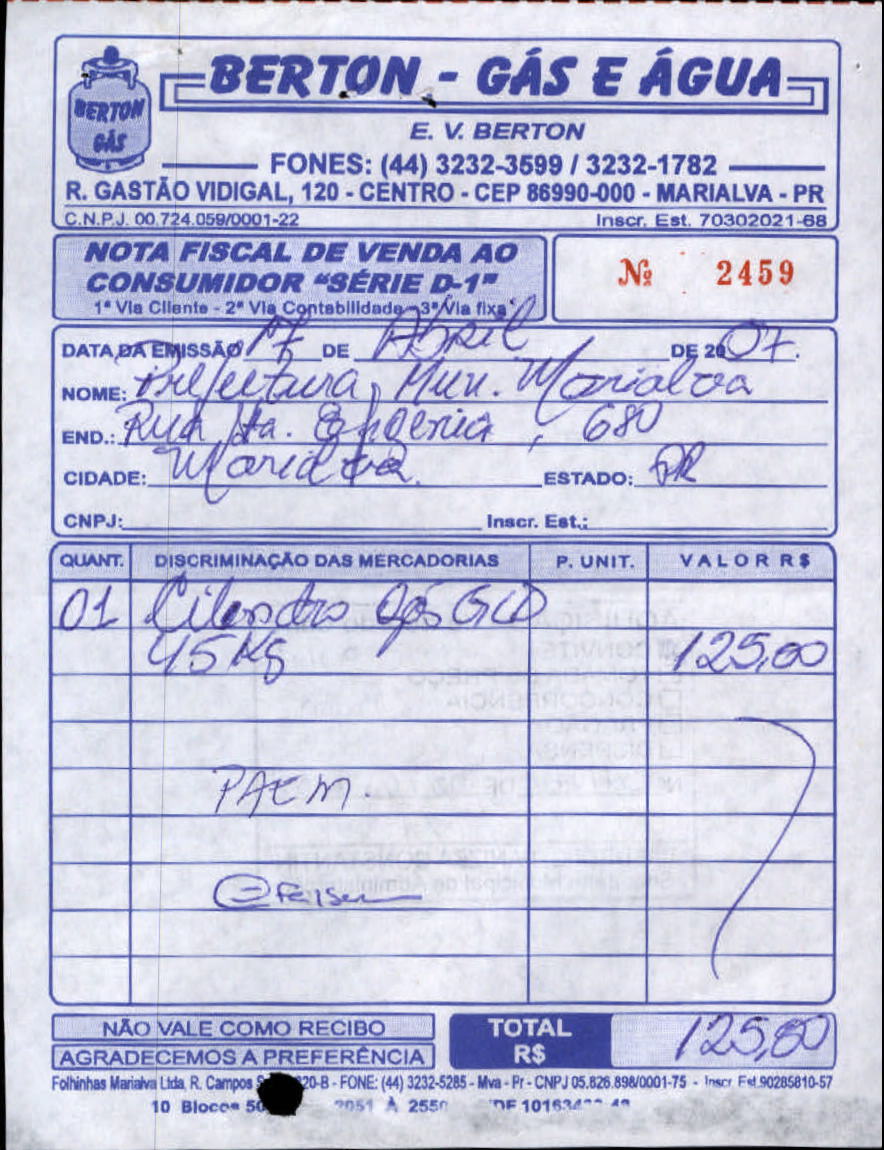 BERTON GÁS
BERTON - GÁS E ÁGUA
E. V. BERTON
FONES: (44) 3232-3599 / 3232-1782
R. GASTÃO VIDIGAL, 120 - CENTRO - CEP 86990-000 - MARIALVA - PR
C.N.P.J. 00.724.059/0001-22 Inscr. Est. 70302021-68
NOTA FISCAL DE VENDA AO
CONSUMIDOR "SÉRIE D-1"
1ª Via Cliente - 2ª Via Contabilidade - 3ª Via fixa
Nº 2459
DATA DA EMISSÃO 17 DE Abril DE 2007.
NOME: Prefeitura Mun. Marialva
END.: Rua Sta. Efigenia, 680
CIDADE: Marialva ESTADO: PR
CNPJ: Inscr. Est.:
QUANT. DISCRIMINAÇÃO DAS MERCADORIAS P. UNIT. VALOR R$
01 Cilendro Gás
45 Kg 125,00
PAEM
NÃO VALE COMO RECIBO
AGRADECEMOS A PREFERÊNCIA
TOTAL R$ 125,00
Folhinhas Marialva Ltda, R. Campos 320-B - FONE: (44) 3232-5285 - Mva - Pr - CNPJ 05.826.898/0001-75 - Inscr. Est. 90285810-57
10 Blocos 2051 À 2550